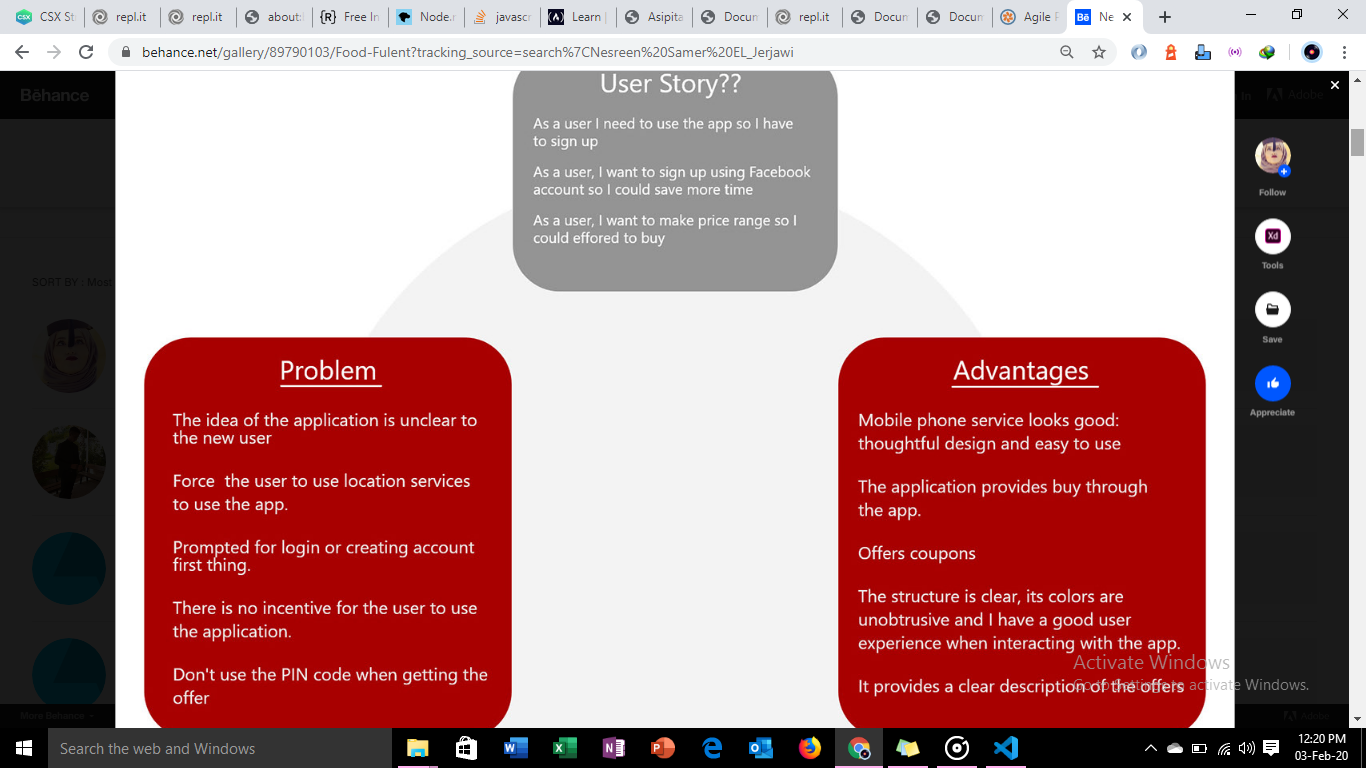 CSX St
repl.it
repl.it
about:
Free In
Node.r
javascr
Learn |
Asipita
Docum
repl.it
Docum
Docum
Agile P
Ne
behance.net/gallery/89790103/Food-Fulent?tracking_source=search%7CNesreen%20Samer%20EL_Jerjawi
Bēhance
Adobe
User Story??
As a user I need to use the app so I have
to sign up
As a user, I want to sign up using Facebook
account so I could save more time
As a user, I want to make price range so I
could effored to buy
SORT BY : Most
Follow
Xd
Tools
Save
Appreciate
Problem
The idea of the application is unclear to
the new user
Force the user to use location services
to use the app.
Prompted for login or creating account
first thing.
There is no incentive for the user to use
the application.
Don't use the PIN code when getting the
offer
Advantages
Mobile phone service looks good:
thoughtful design and easy to use
The application provides buy through
the app.
Offers coupons
The structure is clear, its colors are
unobtrusive and I have a good user
experience when interacting with the app.
It provides a clear description of the offers
Activate Windows
Go to Settings to activate Windows.
More Behance
Adobe
Search the web and Windows
12:20 PM
03-Feb-20